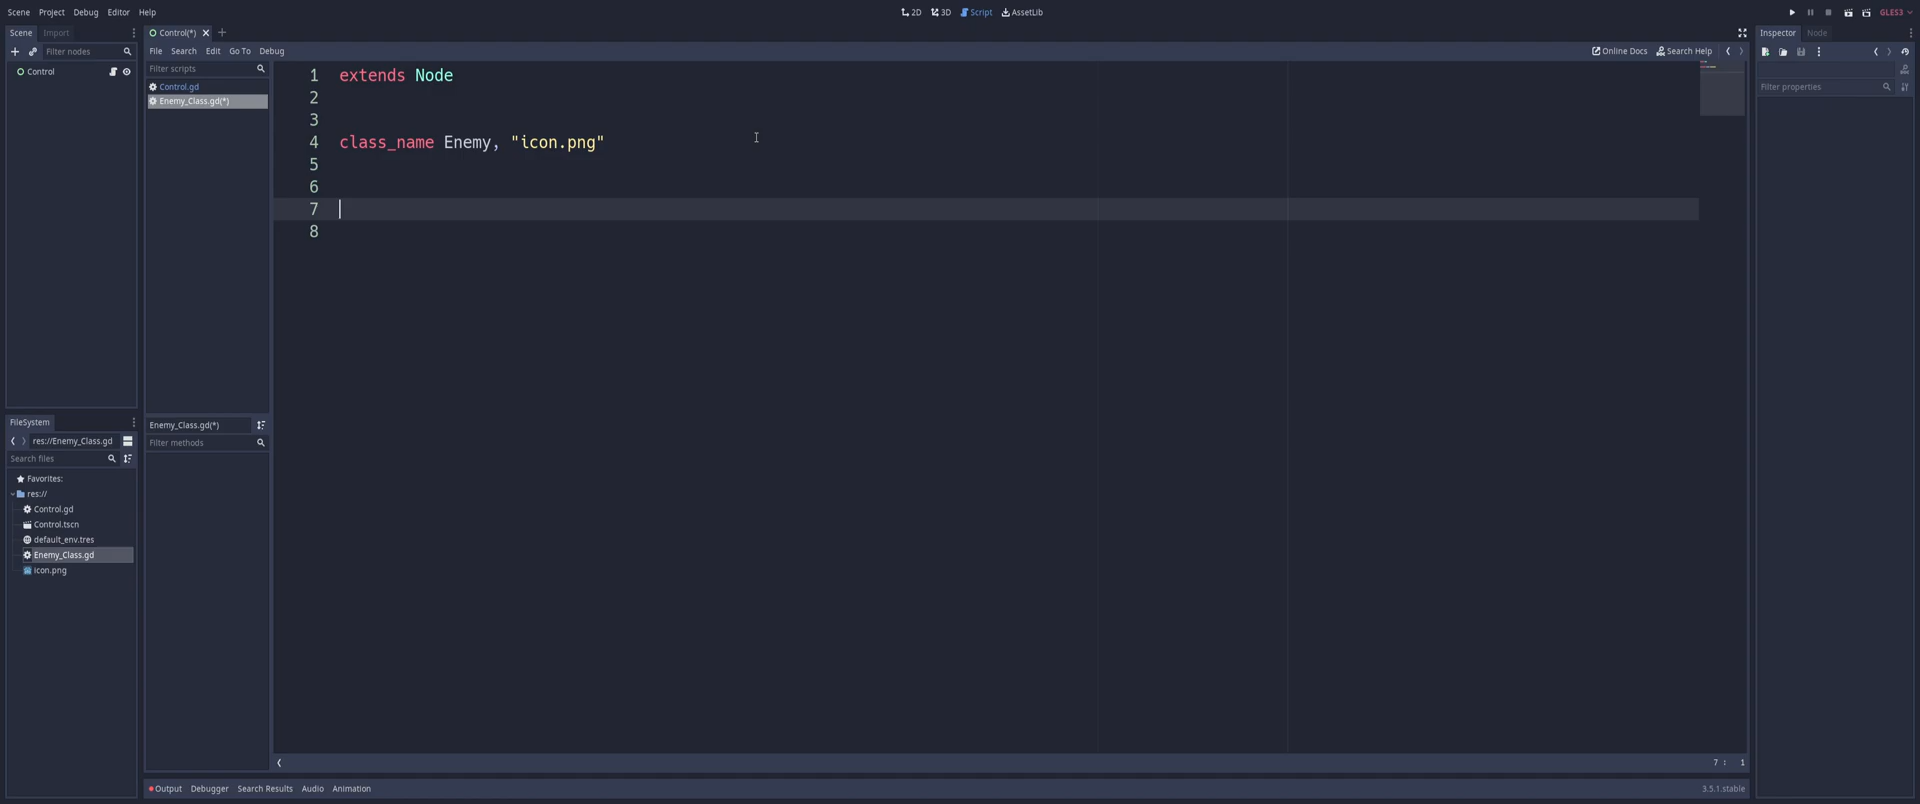 Scene Project Debug Editor Help
2D 3D Script AssetLib
GLES3
Scene Import
Filter nodes
Control
Control(*)
File Search Edit Go To Debug
Online Docs Search Help
Filter scripts
Control.gd
Enemy_Class.gd(*)
Enemy_Class.gd(*)
Filter methods
1 extends Node
2
3
4 class_name Enemy, "icon.png"
5
6
7
8
7 : 1
FileSystem
res://Enemy_Class.gd
Search files
Favorites:
res://
Control.gd
Control.tscn
default_env.tres
Enemy_Class.gd
icon.png
Output Debugger Search Results Audio Animation
3.5.1.stable
Inspector Node
Filter properties